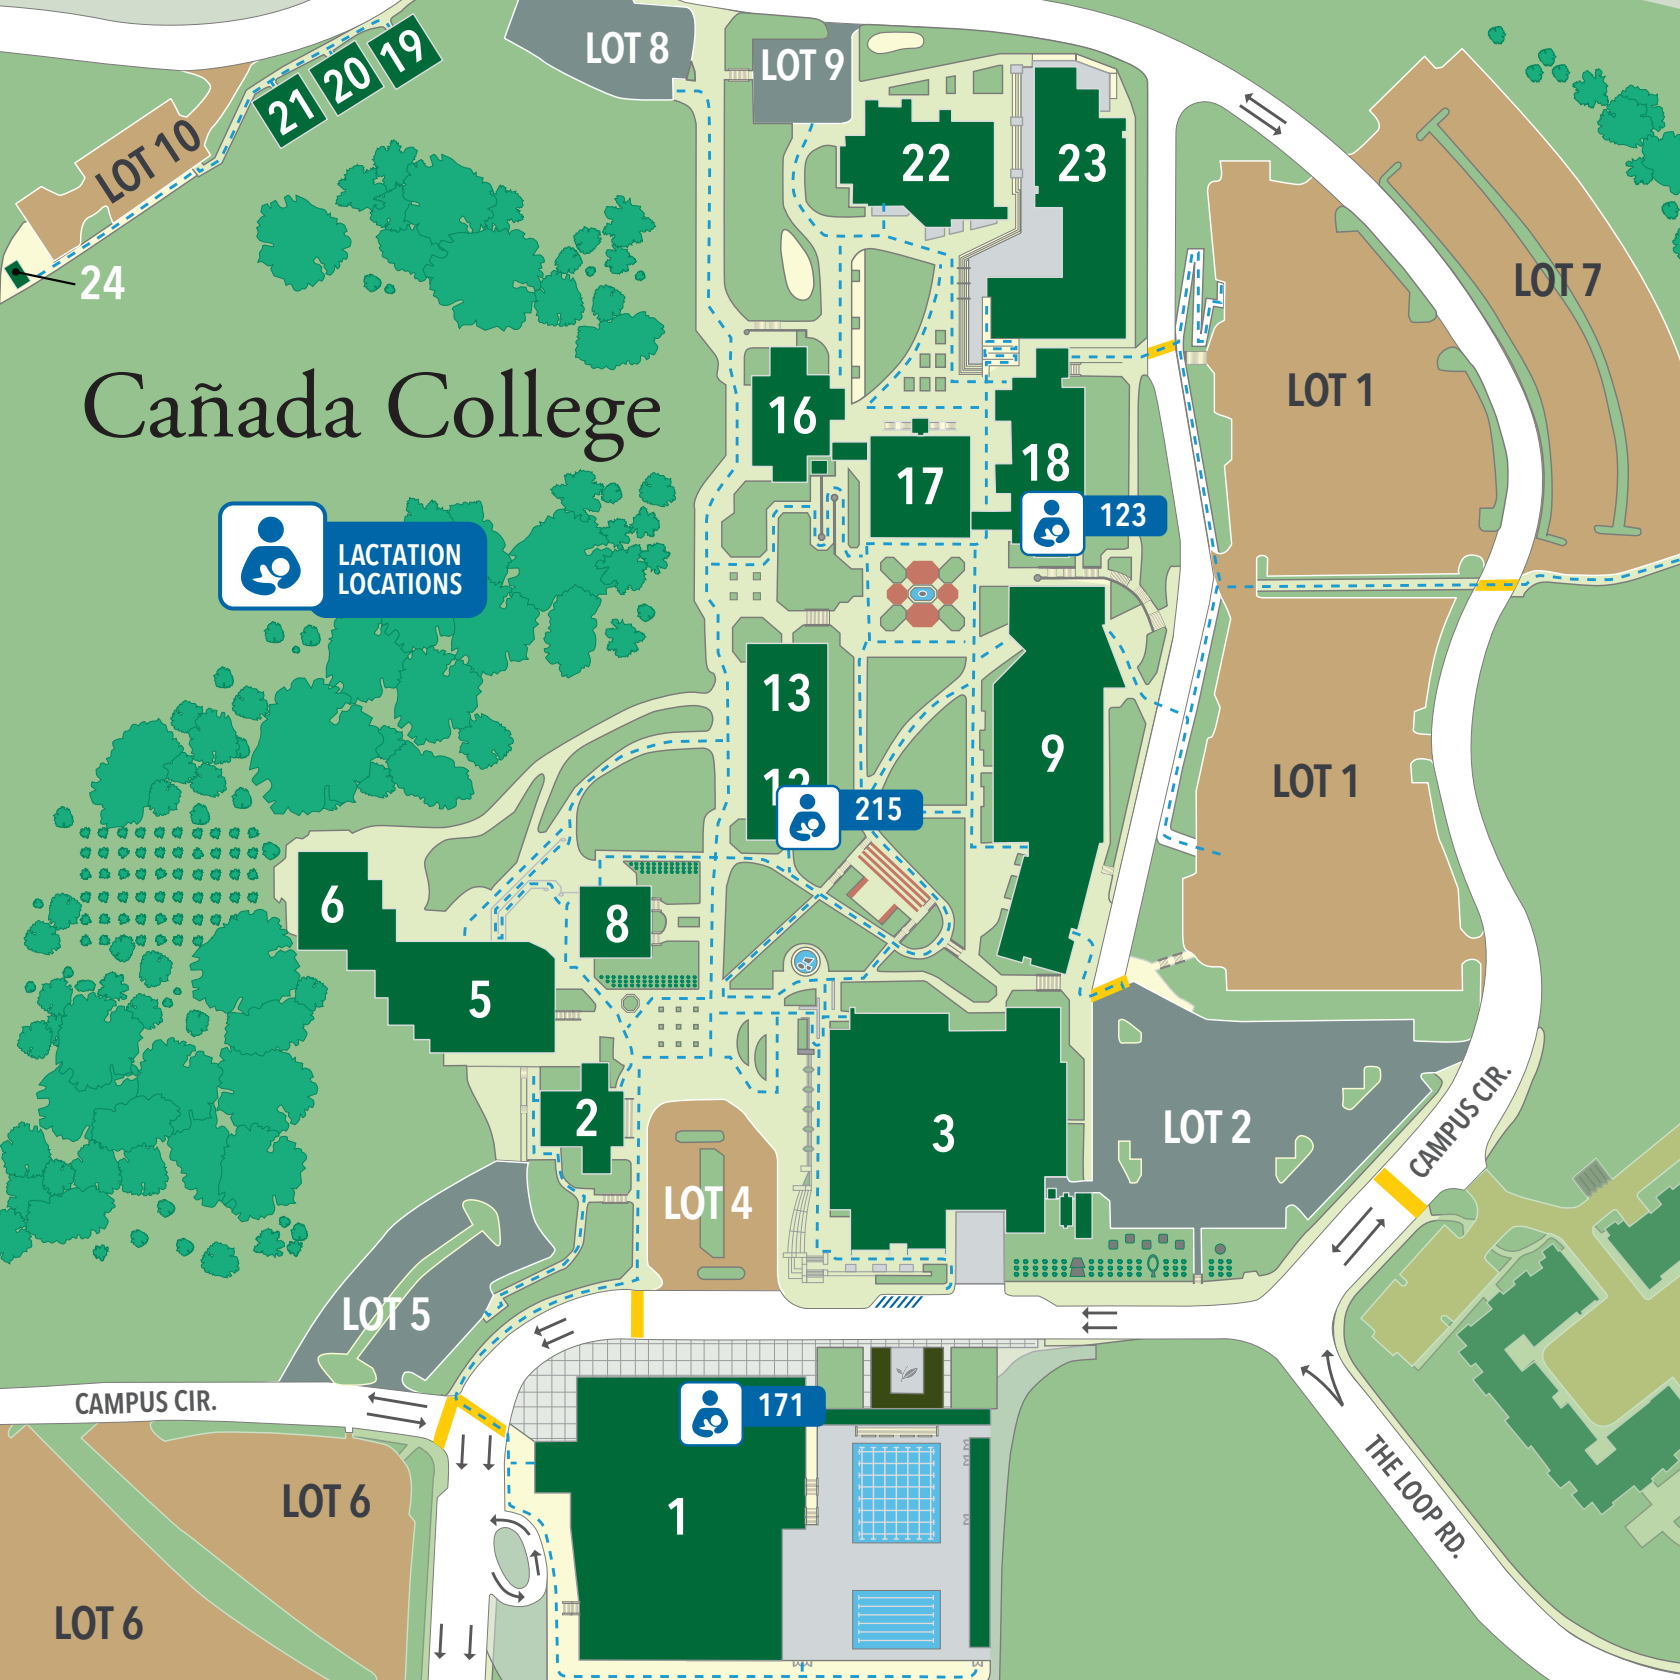 19
20
21
LOT 8
LOT 9
LOT 10
22
23
24
LOT 7
LOT 1
Cañada College
16
17
18
123
LACTATION
LOCATIONS
13
12
215
9
LOT 1
6
8
5
2
3
LOT 2
LOT 4
LOT 5
CAMPUS CIR.
CAMPUS CIR.
171
1
LOT 6
LOT 6
THE LOOP RD.